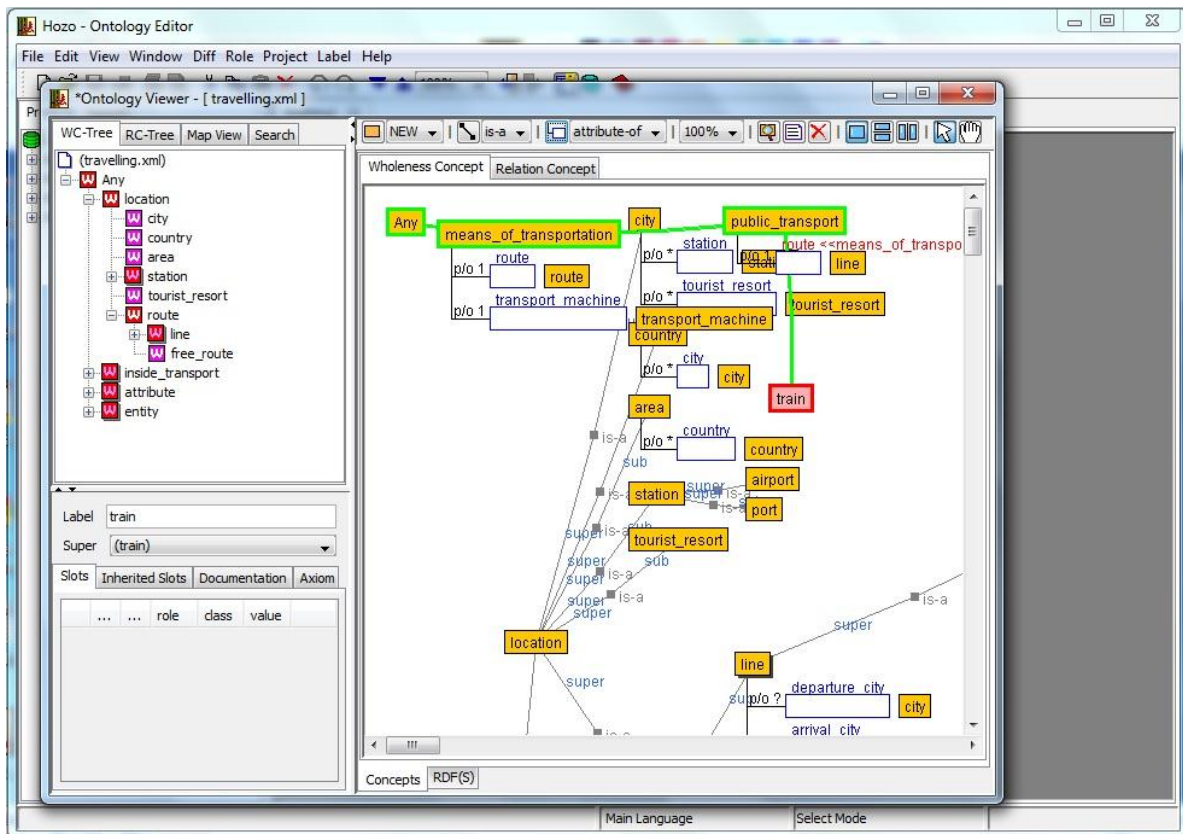 Hozo - Ontology Editor
File Edit View Window Diff Role Project Label Help
*Ontology Viewer - [ travelling.xml ]
WC-Tree RC-Tree Map View Search
NEW is-a attribute-of 100%
Wholeness Concept Relation Concept
(travelling.xml)
Any
location
city
country
area
station
tourist_resort
route
line
free_route
inside_transport
attribute
entity
Label train
Super (train)
Slots Inherited Slots Documentation Axiom
... ... role class value
Any
means_of_transportation
city
public_transport
p/o 1 route
route
p/o 1 transport_machine
transport_machine
p/o * station
p/o 1 route <<means_of_transpo
line
p/o * tourist_resort
tourist_resort
country
p/o * city
city
train
area
p/o * country
country
is-a
sub
station
super
super
is-a
airport
is-a
port
is-a
is-a
sub
super
tourist_resort
sub
super
is-a
super
super
is-a
super
location
super
is-a
super
is-a
line
p/o ? departure_city
city
arrival_city
Concepts RDF(S)
Main Language Select Mode